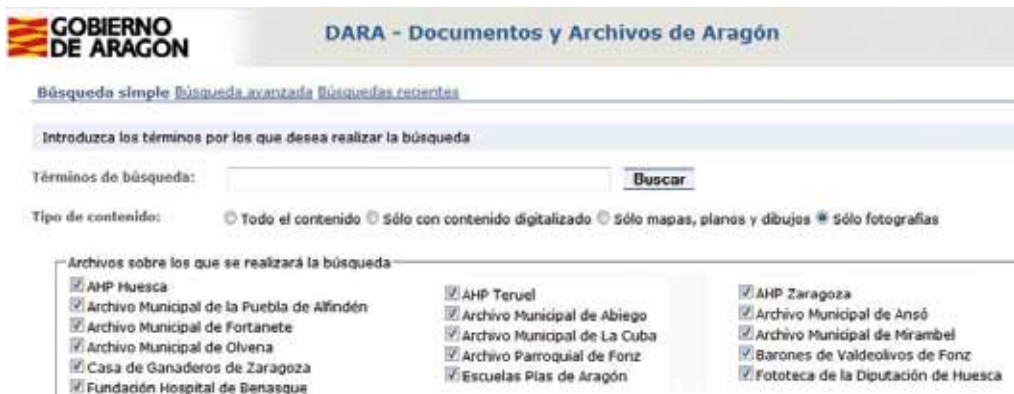 GOBIERNO
DE ARAGON
DARA - Documentos y Archivos de Aragón
Búsqueda simple Búsqueda avanzada Búsquedas recientes
Introduzca los términos por los que desea realizar la búsqueda
Términos de búsqueda:
Buscar
Tipo de contenido: Todo el contenido Sólo con contenido digitalizado Sólo mapas, planos y dibujos Sólo fotografías
Archivos sobre los que se realizará la búsqueda
AHP Huesca
Archivo Municipal de la Puebla de Alfindén
Archivo Municipal de Fortanete
Archivo Municipal de Olvena
Casa de Ganaderos de Zaragoza
Fundación Hospital de Benasque
AHP Teruel
Archivo Municipal de Abiego
Archivo Municipal de La Cuba
Archivo Parroquial de Fonz
Escuelas Pías de Aragón
AHP Zaragoza
Archivo Municipal de Ansó
Archivo Municipal de Mirambel
Barones de Valdeolivos de Fonz
Fototeca de la Diputación de Huesca